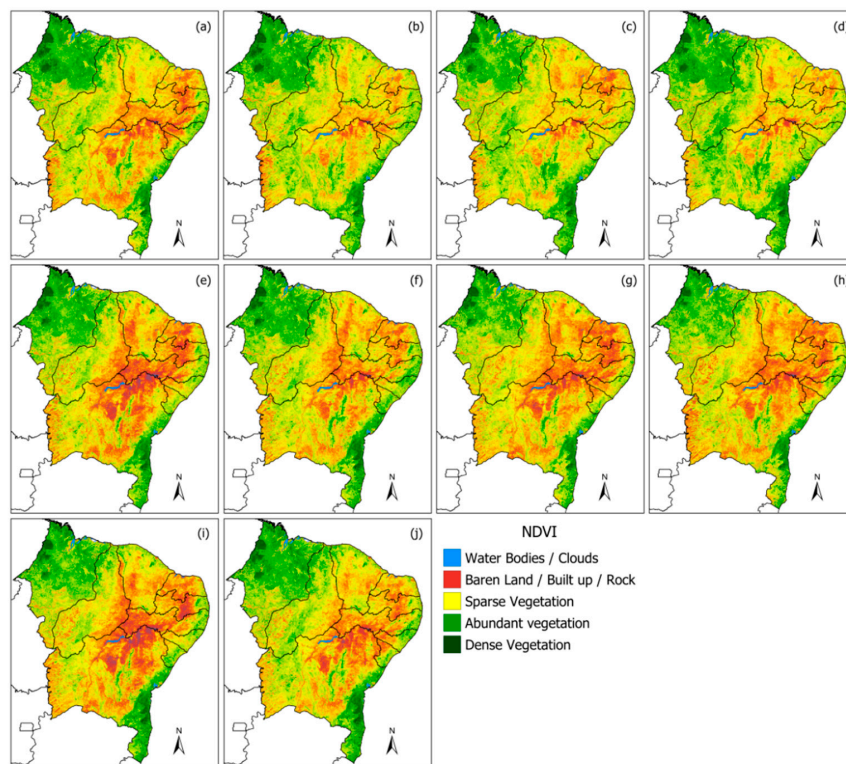 (a)
(b)
(c)
(d)
N
N
N
N
(e)
(f)
(g)
(h)
N
N
N
N
(i)
(j)
NDVI
Water Bodies / Clouds
Baren Land / Built up / Rock
Sparse Vegetation
Abundant vegetation
Dense Vegetation
N
N